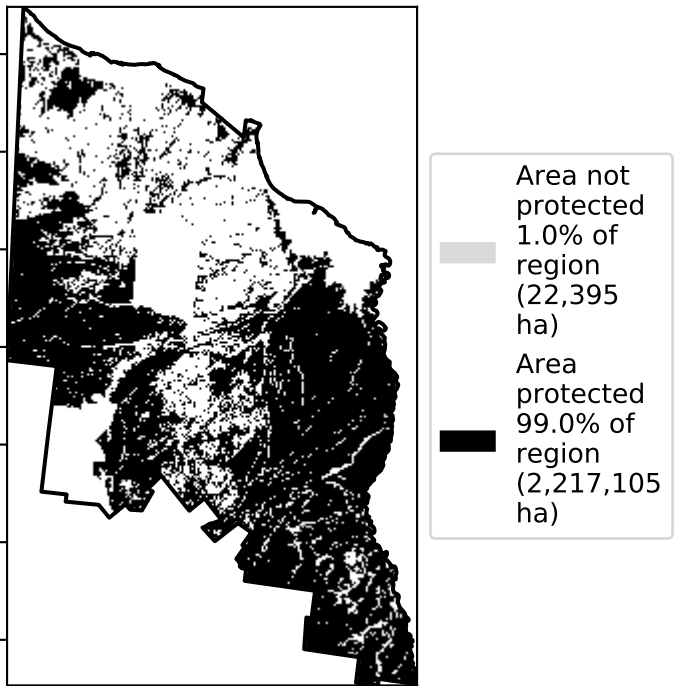 Area not
protected
1.0% of
region
(22,395
ha)
Area
protected
99.0% of
region
(2,217,105
ha)